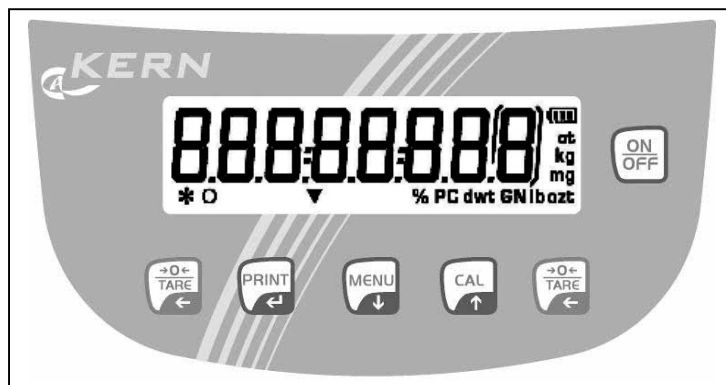 KERN
8.8.8.8.8.8.8.8
ct
kg
mg
* O ▼ % PC dwt GN lb ozt
ON
OFF
→0←
TARE
←
PRINT
↵
MENU
↓
CAL
↑
→0←
TARE
←